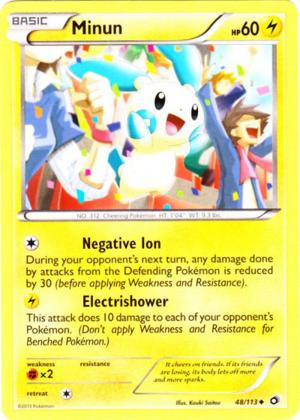 BASIC
Minun
HP60
NO. 312 Cheering Pokémon HT. 1'04" WT. 9.3 lbs.
Negative Ion
During your opponent's next turn, any damage done
by attacks from the Defending Pokémon is reduced
by 30 (before applying Weakness and Resistance).
Electrishower
This attack does 10 damage to each of your opponent's
Pokémon. (Don't apply Weakness and Resistance for
Benched Pokémon.)
weakness
resistance
×2
retreat
It cheers on friends. If its friends
are losing, its body lets off more
and more sparks.
Illus. Kouki Saitou
48/113
©2013 Pokémon